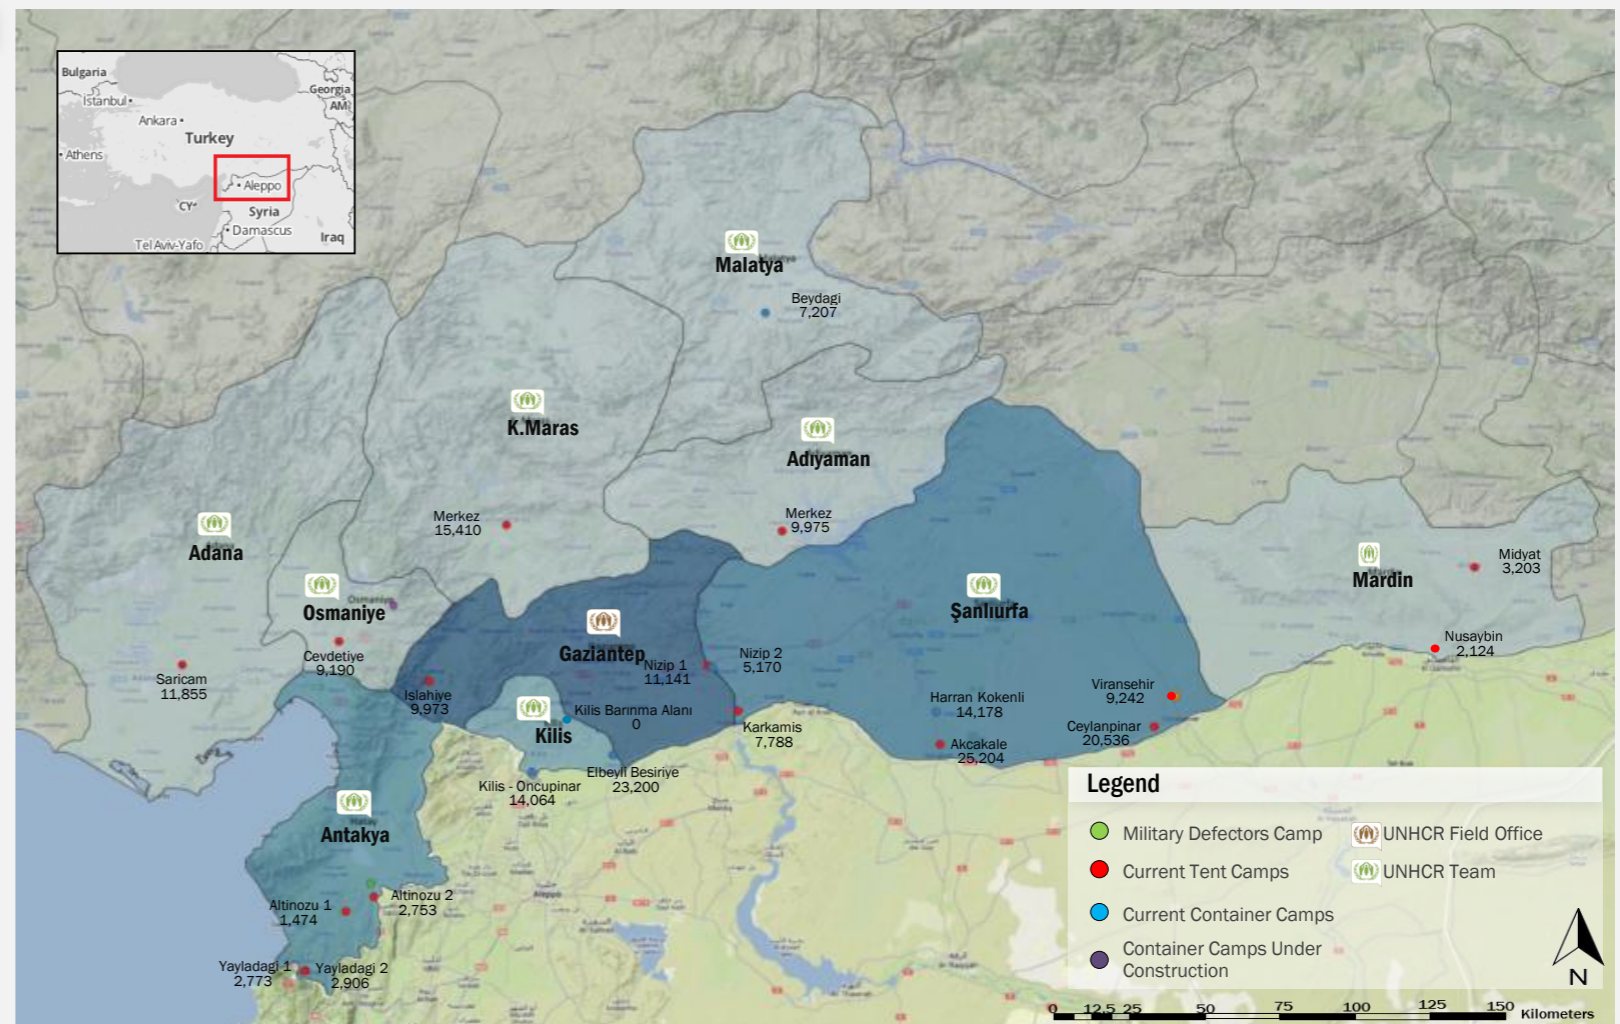 Bulgaria
Georgia
İstanbul
AM
Ankara
Turkey
Athens
Aleppo
CY
Syria
Damascus
Tel Aviv-Yafo
Iraq
Malatya
Beydagi
7,207
K.Maras
Adıyaman
Merkez
15,410
Merkez
9,975
Adana
Osmaniye
Osmaniye
Cevdetiye
9,190
Saricam
11,855
Gaziantep
Islahiye
9,973
Nizip 1
11,141
Nizip 2
5,170
Şanlıurfa
Mardin
Midyat
3,203
Nusaybin
2,124
Viransehir
9,242
Ceylanpinar
20,536
Harran Kokenli
14,178
Akcakale
25,204
Karkamis
7,788
Kilis Barınma Alanı
0
Kilis
Elbeyli Besiriye
23,200
Kilis - Oncupinar
14,064
Antakya
Altinozu 1
1,474
Altinozu 2
2,753
Yayladagi 1
2,773
Yayladagi 2
2,906
Legend
Military Defectors Camp
UNHCR Field Office
Current Tent Camps
UNHCR Team
Current Container Camps
Container Camps Under
Construction
N
0 12,5 25 50 75 100 125 150
Kilometers